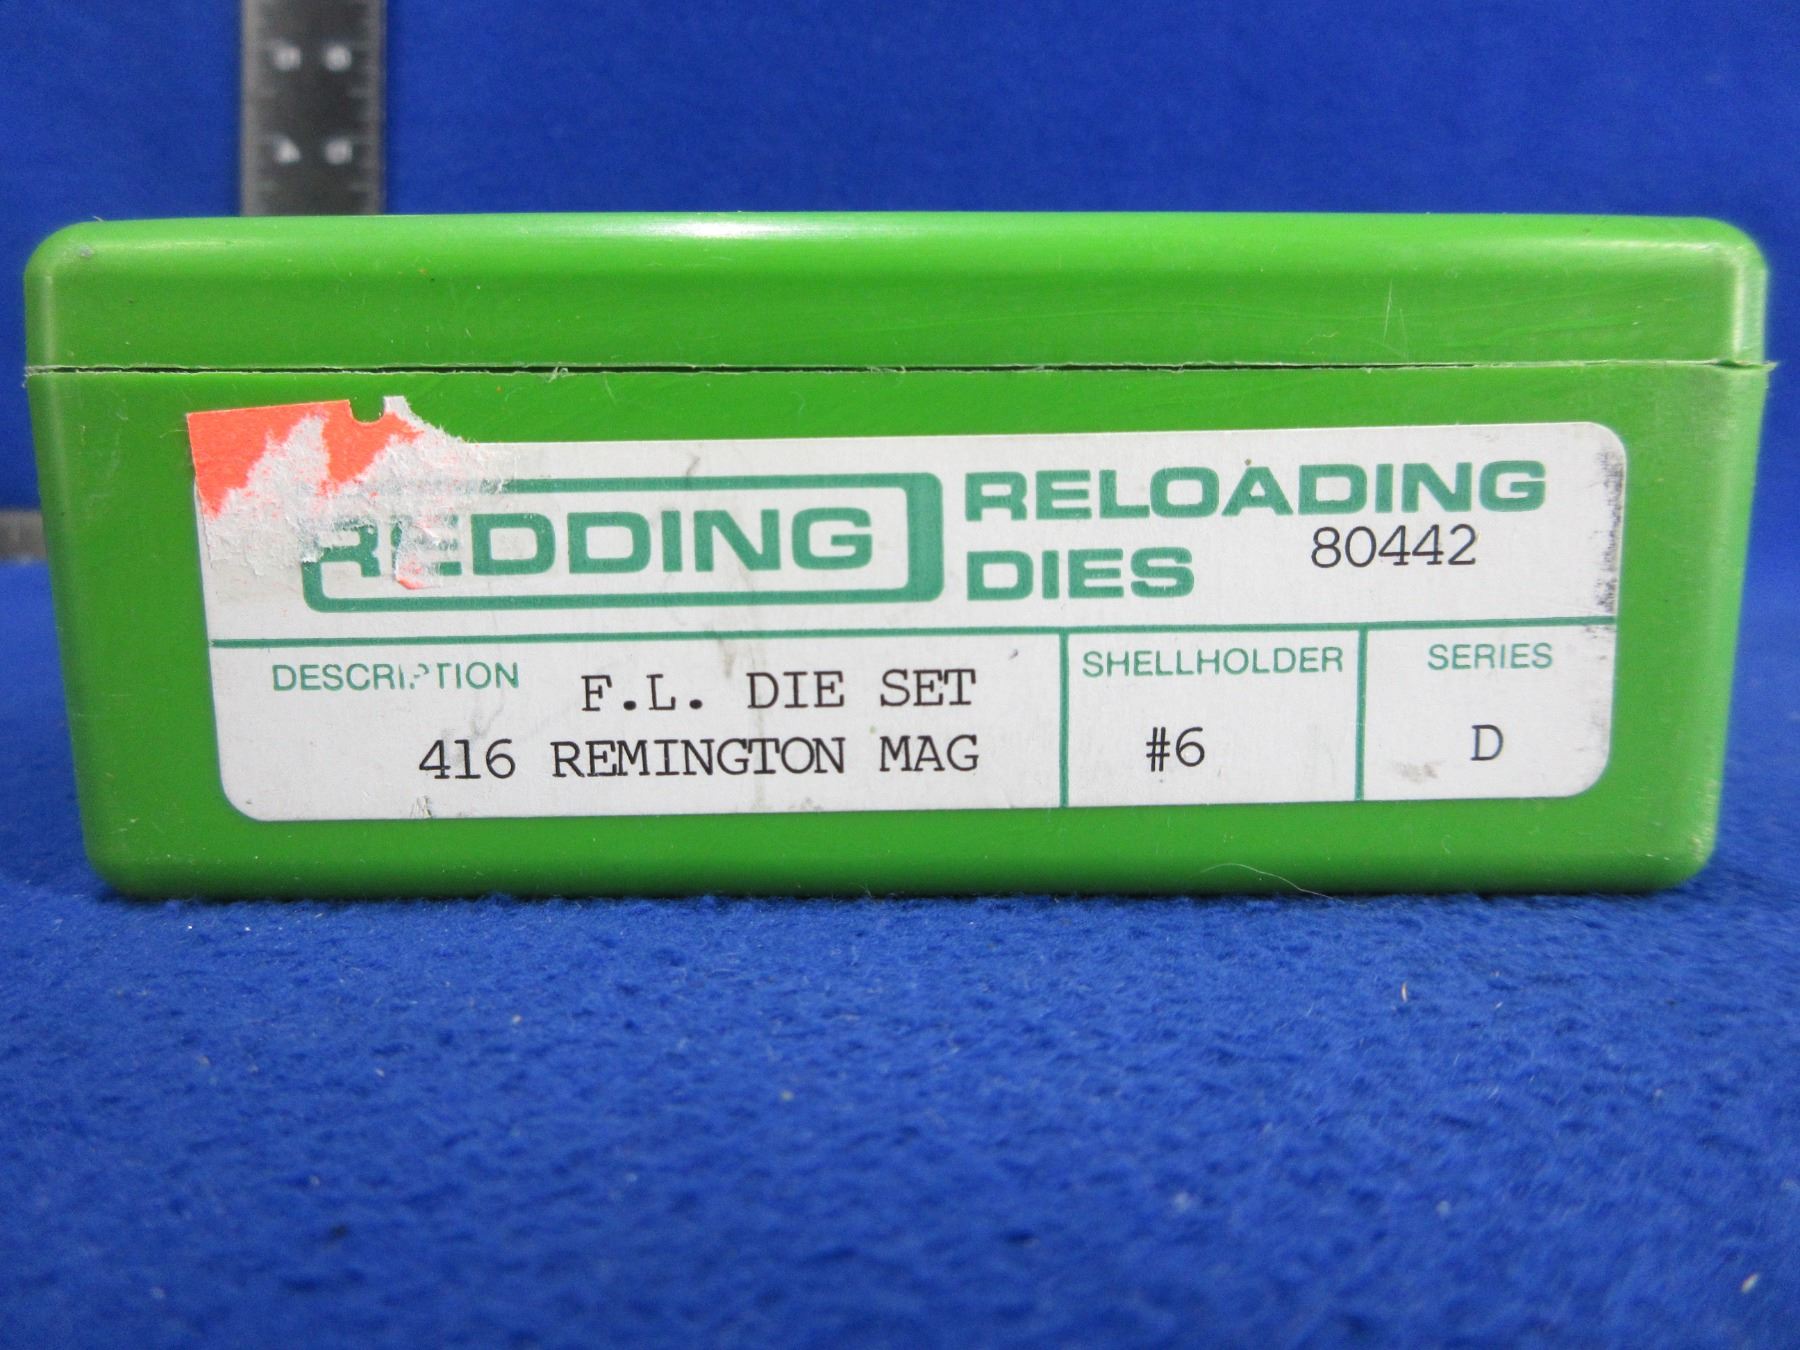 REDDING RELOADING
DIES 80442
DESCRIPTION F.L. DIE SET
416 REMINGTON MAG
SHELLHOLDER
#6
SERIES
D